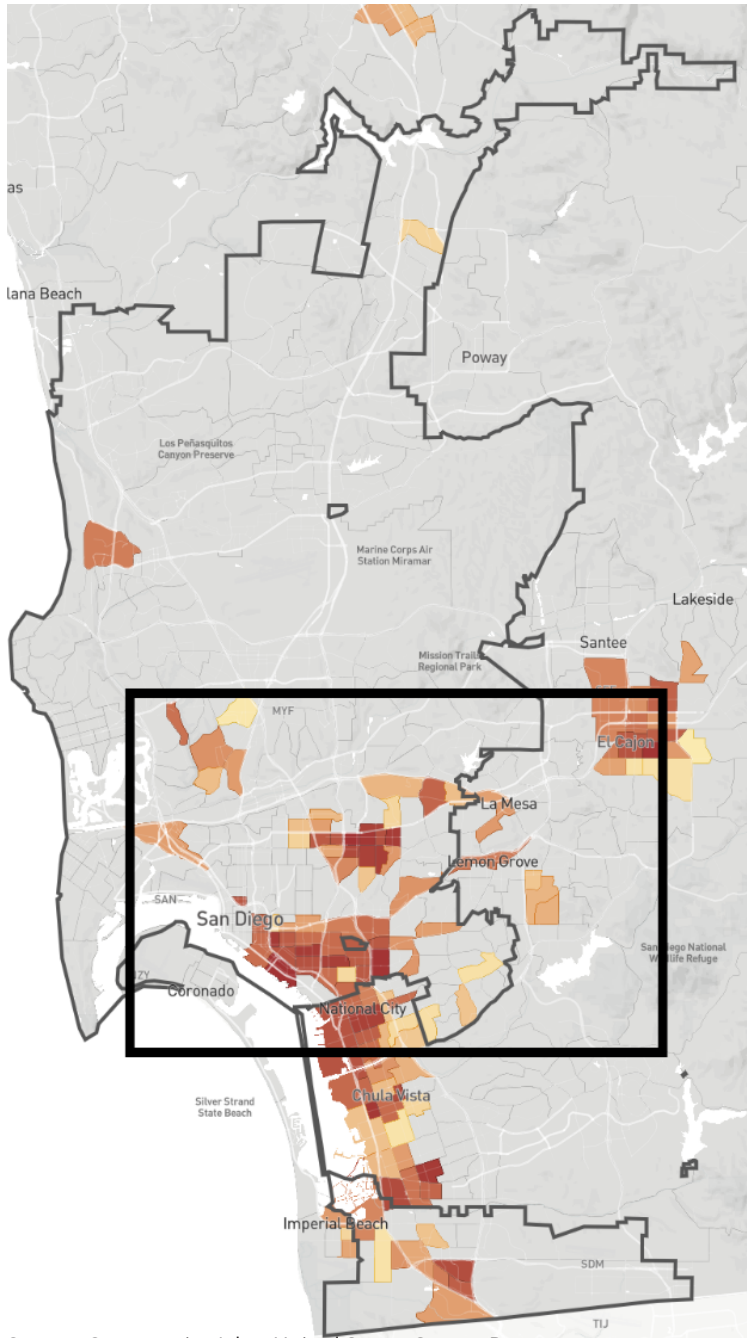 as
lana Beach
Poway
Los Peñasquitos
Canyon Preserve
Marine Corps Air
Station Miramar
Lakeside
Santee
Mission Trails
Regional Park
MYF
El Cajon
La Mesa
Lemon Grove
SAN
San Diego
San Diego National
Wildlife Refuge
NZY
Coronado
National City
Silver Strand
State Beach
Chula Vista
Imperial Beach
SDM
TIJ